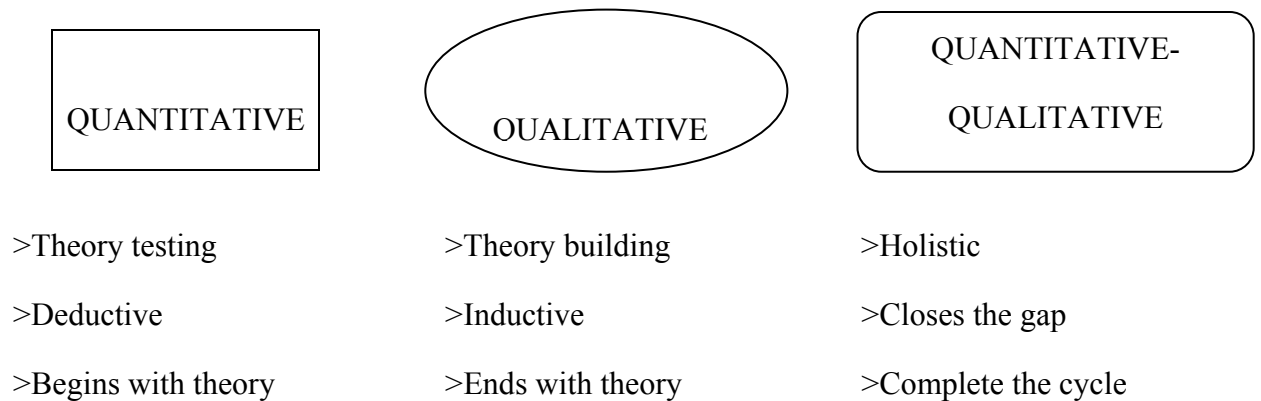 QUANTITATIVE
OUALITATIVE
QUANTITATIVE-
QUALITATIVE
>Theory testing
>Deductive
>Begins with theory
>Theory building
>Inductive
>Ends with theory
>Holistic
>Closes the gap
>Complete the cycle